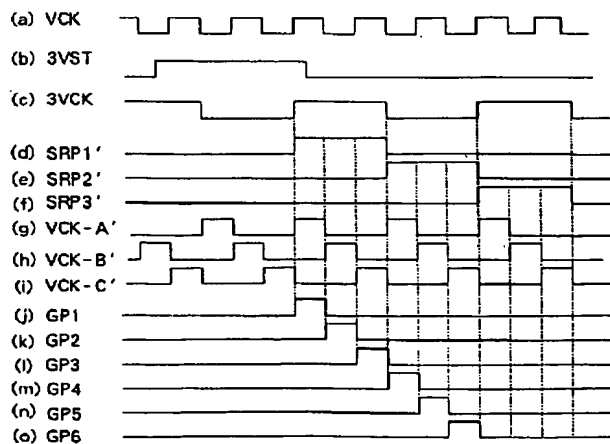 (a) VCK
(b) 3VST
(c) 3VCK
(d) SRP1'
(e) SRP2'
(f) SRP3'
(g) VCK-A'
(h) VCK-B'
(i) VCK-C'
(j) GP1
(k) GP2
(l) GP3
(m) GP4
(n) GP5
(o) GP6